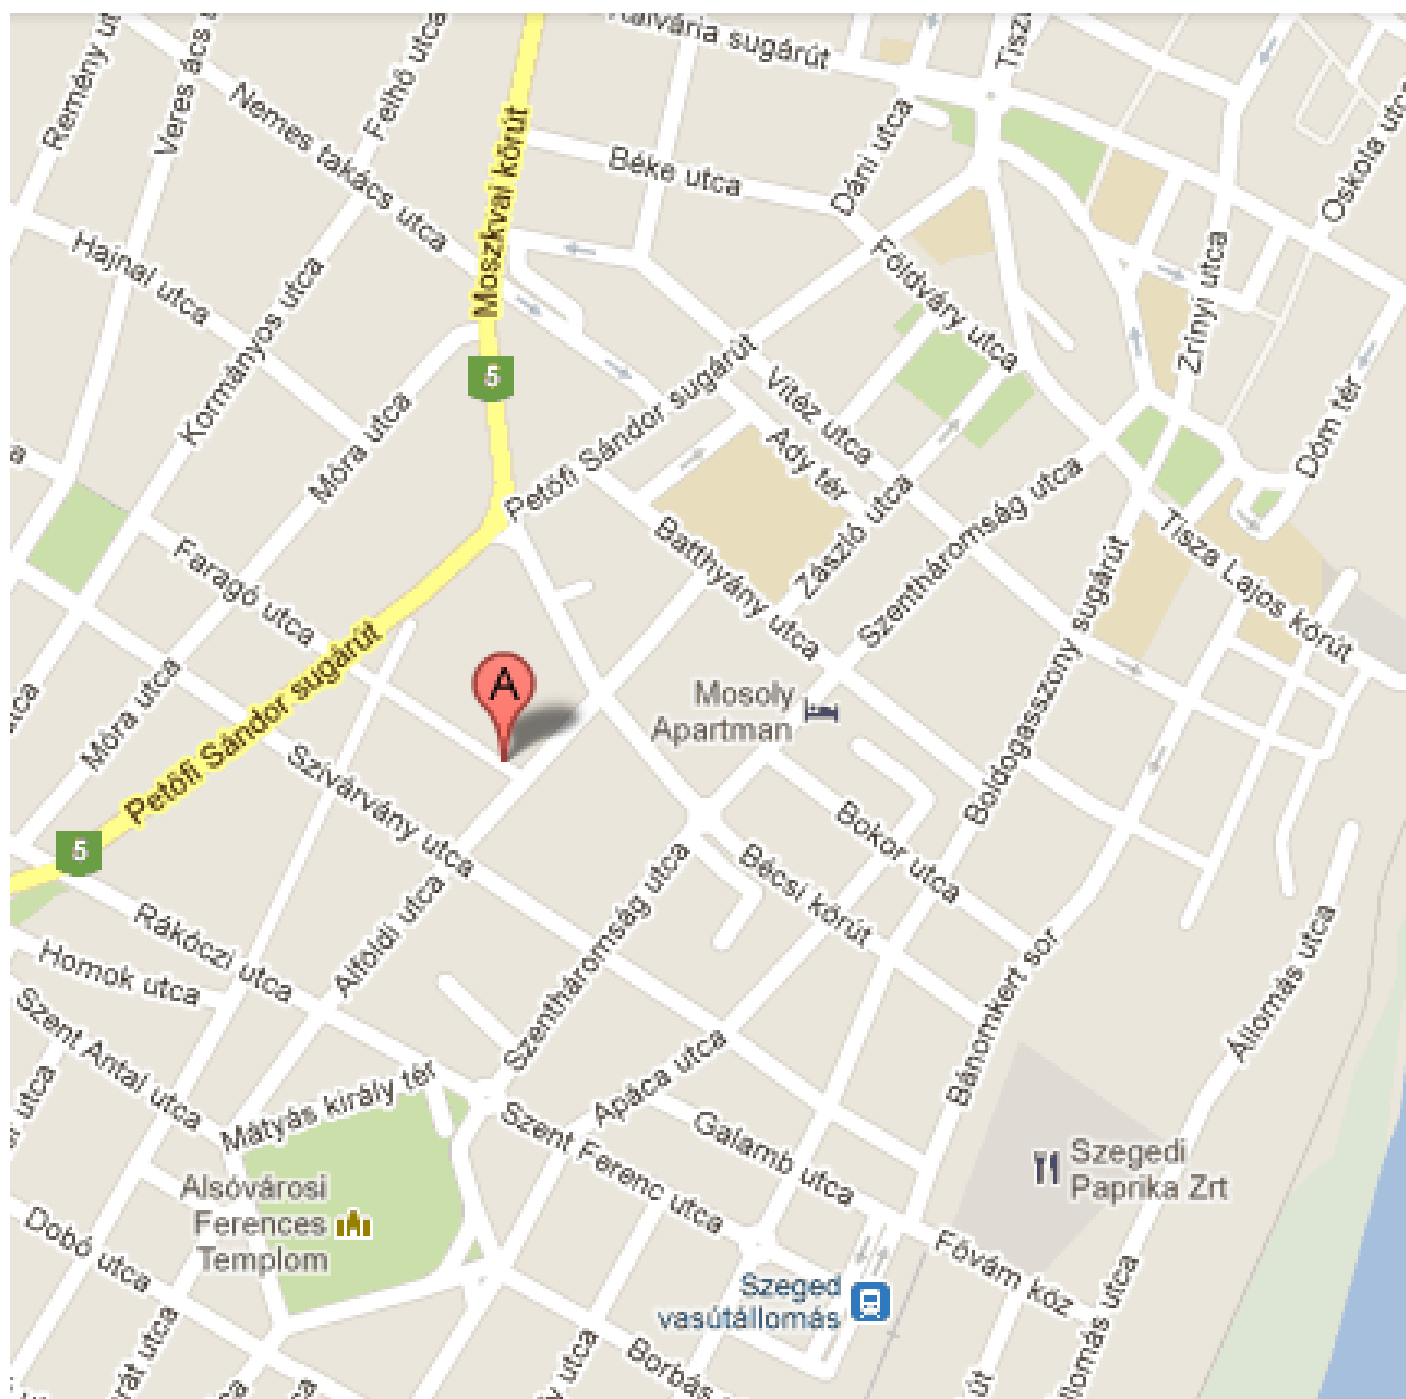 Kálvária sugárút
Remény
Veres ács
Felhő utca
Nemes takács utca
Moszkvai körút
Béke utca
Dáni utca
Oskola
Hajnal utca
Kormányos utca
Földváry utca
Zrínyi utca
Móra utca
5
Petőfi Sándor sugárút
Vitéz utca
Ady tér
Dóm tér
Zászló utca
Szentháromság utca
Batthyány utca
Tisza Lajos körút
Faragó utca
Boldogasszony sugárút
A
Mosoly
Apartman
Móra utca
Petőfi Sándor sugárút
Szivárvány utca
5
Bokor utca
Bécsi körút
Rákóczi utca
Alföldi utca
Szentháromság utca
Homok utca
Bánomkert sor
Állomás utca
Szent Antal utca
Mátyás király tér
Apáca utca
Szent Ferenc utca
Galamb utca
Szegedi
Paprika Zrt
Alsóvárosi
Ferences
Templom
Dobó utca
Fővám köz
Szeged
vasútállomás
Borbás
utca